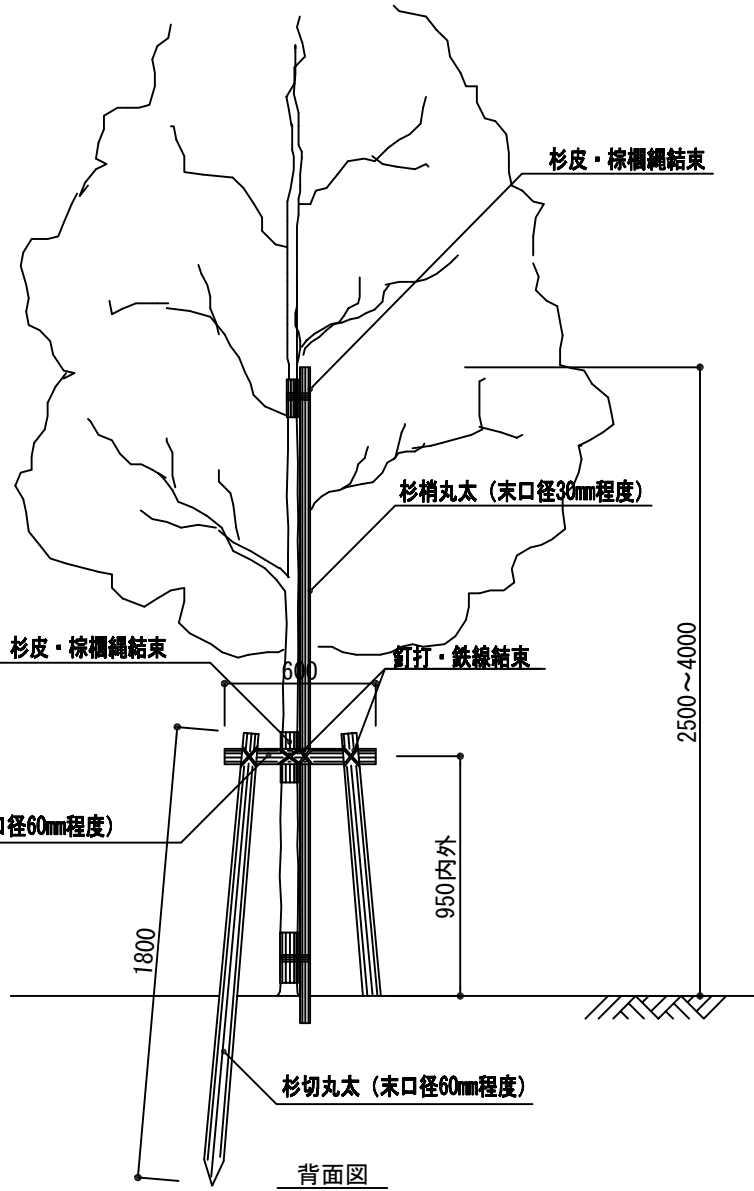 杉皮・棕櫚縄結束
杉梢丸太（末口径30mm程度）
2500～4000
杉皮・棕櫚縄結束
釘打・鉄線結束
600
口径60mm程度）
950内外
1800
杉切丸太（末口径60mm程度）
背面図